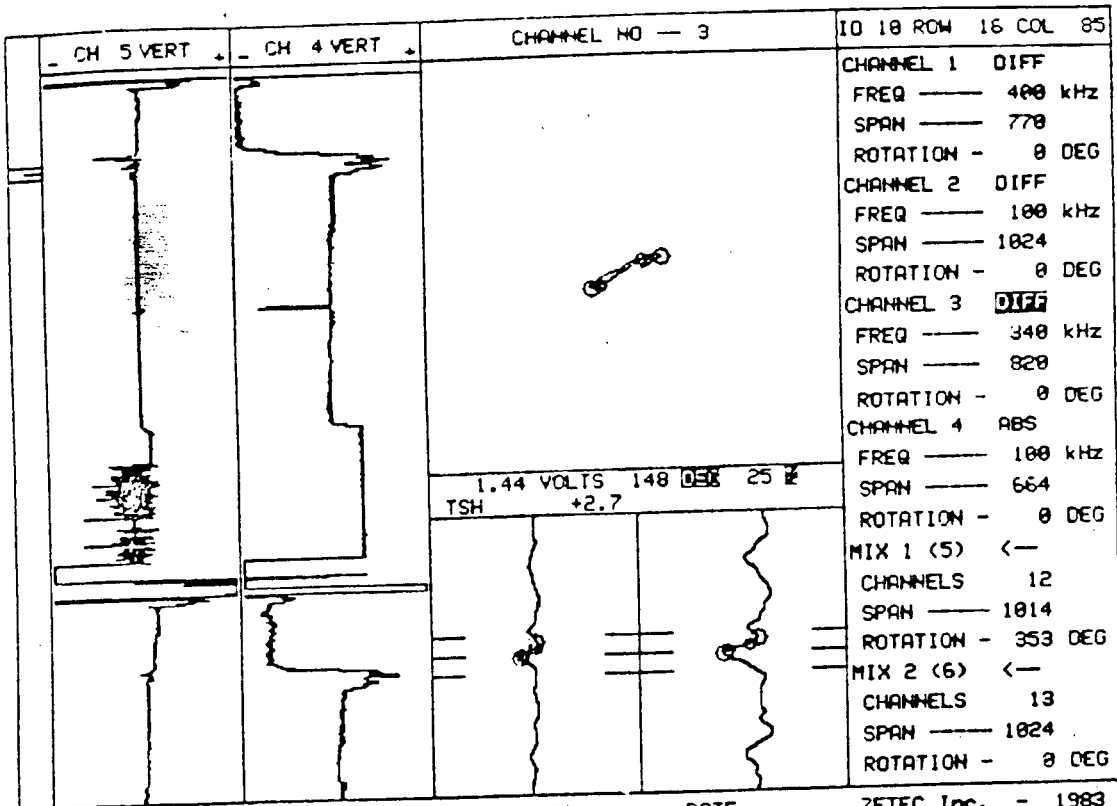 - CH 5 VERT +
- CH 4 VERT +
CHANNEL NO — 3
1.44 VOLTS 148 DEG 25 %
TSH +2.7
ID 10 ROW 16 COL 85
CHANNEL 1 DIFF
FREQ —— 400 kHz
SPAN —— 770
ROTATION - 0 DEG
CHANNEL 2 DIFF
FREQ —— 100 kHz
SPAN —— 1024
ROTATION - 0 DEG
CHANNEL 3 DIFF
FREQ —— 340 kHz
SPAN —— 820
ROTATION - 0 DEG
CHANNEL 4 ABS
FREQ —— 100 kHz
SPAN —— 664
ROTATION - 0 DEG
MIX 1 (5) <—
CHANNELS 12
SPAN —— 1014
ROTATION - 353 DEG
MIX 2 (6) <—
CHANNELS 13
SPAN —— 1024
ROTATION - 0 DEG
DATE
ZETEC Inc. - 1983